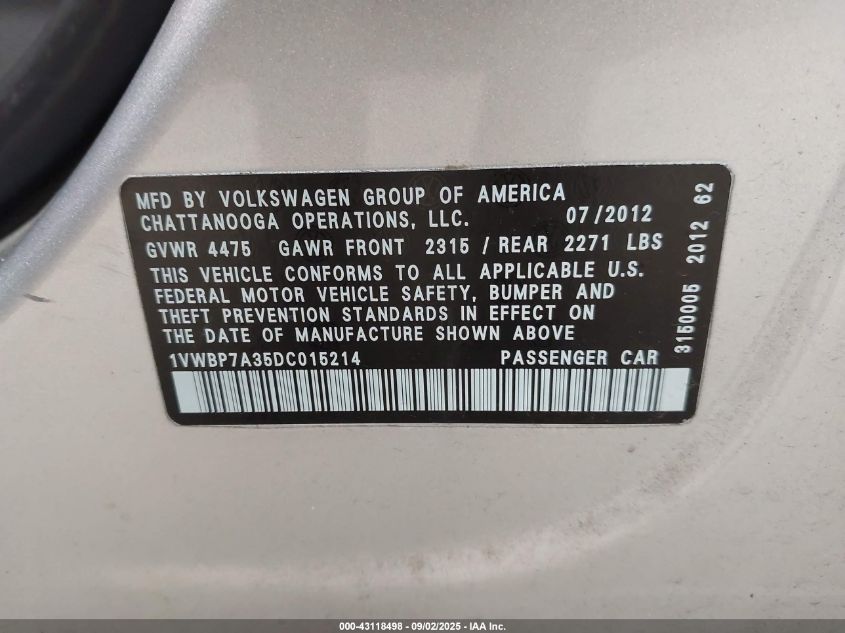 MFD BY VOLKSWAGEN GROUP OF AMERICA
CHATTANOOGA OPERATIONS, LLC. 07/2012
GVWR 4475 GAWR FRONT 2315 / REAR 2271 LBS
THIS VEHICLE CONFORMS TO ALL APPLICABLE U.S.
FEDERAL MOTOR VEHICLE SAFETY, BUMPER AND
THEFT PREVENTION STANDARDS IN EFFECT ON
THE DATE OF MANUFACTURE SHOWN ABOVE
1VWBP7A35DC015214 PASSENGER CAR
3150005 2012 62
000-43118498 - 09/02/2025 - IAA Inc.